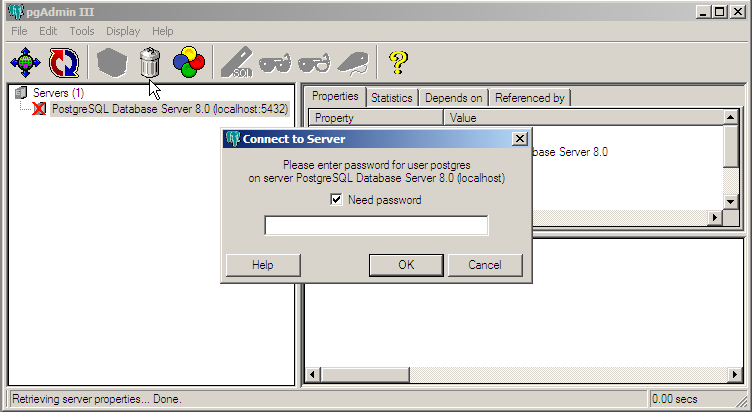 pgAdmin III
File Edit Tools Display Help
SQL
Servers (1)
PostgreSQL Database Server 8.0 (localhost:5432)
Properties Statistics Depends on Referenced by
Property Value
base Server 8.0
Connect to Server
Please enter password for user postgres
on server PostgreSQL Database Server 8.0 (localhost)
Need password
Help OK Cancel
Retrieving server properties... Done. 0.00 secs